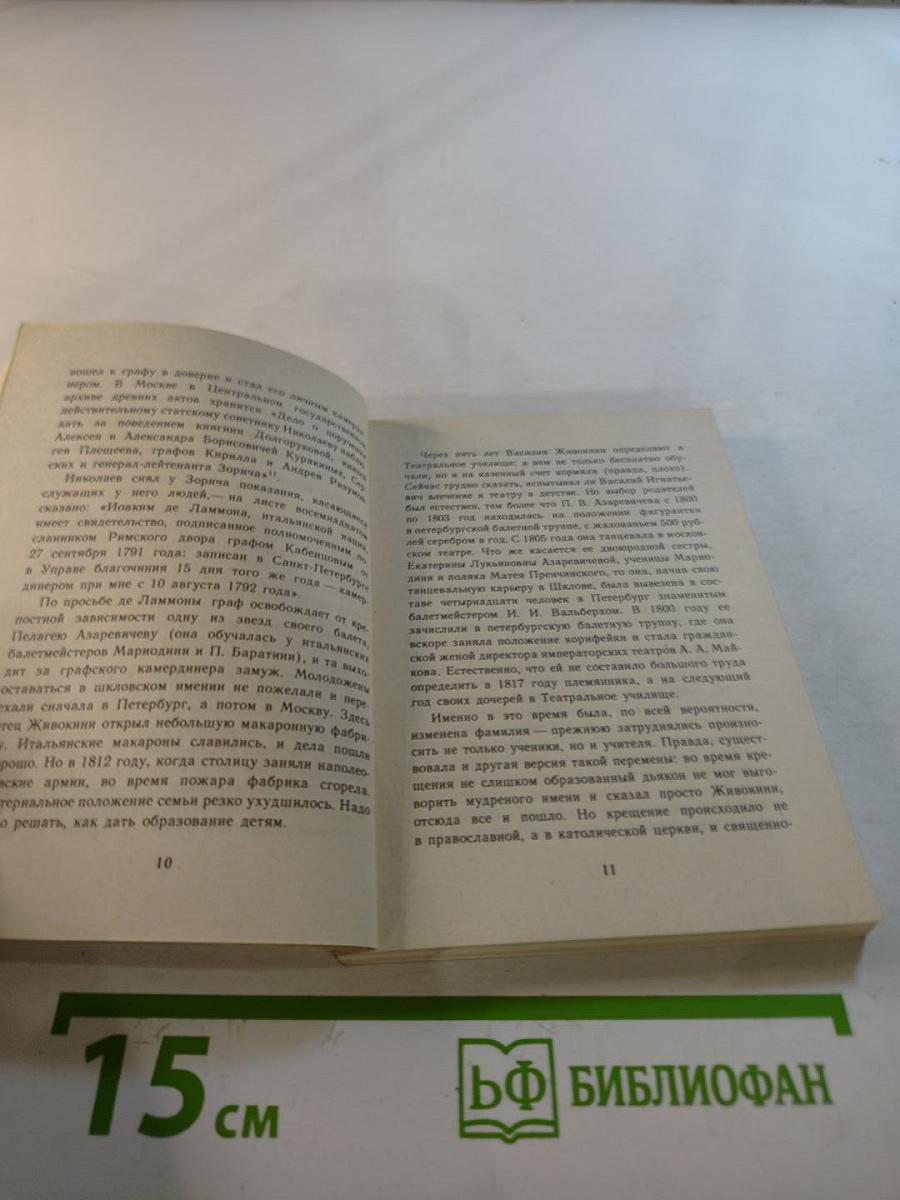 вошел к графу в доверие и стал его личным камерди-
нером. В Москве в Центральном государственном
архиве древних актов хранится «Дело о поручении
действительному статскому советнику Николаеву наблю-
дать за поведением княгини Долгоруковой, князей
Алексея и Александра Борисовичей Куракиных, Сер-
гея Плещеева, графов Кирилла и Андрея Разумов-
ских и генерал-лейтенанта Зорича»¹¹.
Николаев снял у Зорича показания, касающиеся
служащих у него людей,— на листе восемнадцатом
сказано: «Иоаким де Ламмона, итальянской нации,
имеет свидетельство, подписанное полномоченным по-
сланником Римского двора графом Кабенцовым от
27 сентября 1791 года: записан в Санкт-Петербурге
в Управе благочиния 15 дня того же года — камер-
динером при мне с 10 августа 1792 года».
По просьбе де Ламмоны граф освобождает от кре-
постной зависимости одну из звезд своего балета,
Пелагею Азаревичеву (она обучалась у итальянских
балетмейстеров Мариодини и П. Баратини), и та выхо-
дит за графского камердинера замуж. Молодожены
оставаться в шкловском имении не пожелали и пере-
ехали сначала в Петербург, а потом в Москву. Здесь
тец Живокини открыл небольшую макаронную фабри-
у. Итальянские макароны славились, и дела пошли
орошо. Но в 1812 году, когда столицу заняли наполео-
вские армии, во время пожара фабрика сгорела.
териальное положение семьи резко ухудшилось. Надо
о решать, как дать образование детям.
10
Через пять лет Василия Живокини определяют в
Театральное училище: в нем не только бесплатно обу-
чали, но и на казенный счет кормили (правда, плохо).
Сейчас трудно сказать, испытывал ли Василий Игнатье-
вич влечение к театру в детстве. Но выбор родителей
был естествен, тем более что П. В. Азаревичева с 1800
по 1803 год находилась на положении фигурантки
в петербургской балетной труппе, с жалованьем 500 руб-
лей серебром в год. С 1805 года она танцевала в москов-
ском театре. Что же касается ее двоюродной сестры,
Екатерины Лукьяновны Азаревичевой, ученицы Марио-
дини и поляка Матея Пренчинского, то она, начав свою
танцевальную карьеру в Шклове, была вывезена в сос-
таве четырнадцати человек в Петербург знаменитым
балетмейстером И. И. Вальберхом. В 1800 году ее
зачислили в петербургскую балетную труппу, где она
вскоре заняла положение корифейки и стала граждан-
ской женой директора императорских театров А. А. Май-
кова. Естественно, что ей не составило большого труда
определить в 1817 году племянника, а на следующий
год своих дочерей в Театральное училище.
Именно в это время была, по всей вероятности,
изменена фамилия — прежнюю затруднялись произно-
сить не только ученики, но и учителя. Правда, сущест-
вовала и другая версия такой перемены: во время кре-
щения не слишком образованный дьякон не мог выго-
ворить мудреного имени и сказал просто Живокини,
отсюда все и пошло. Но крещение происходило не
в православной, а в католической церкви, и священно-
11
15 см
ЬФ БИБЛИОФАН